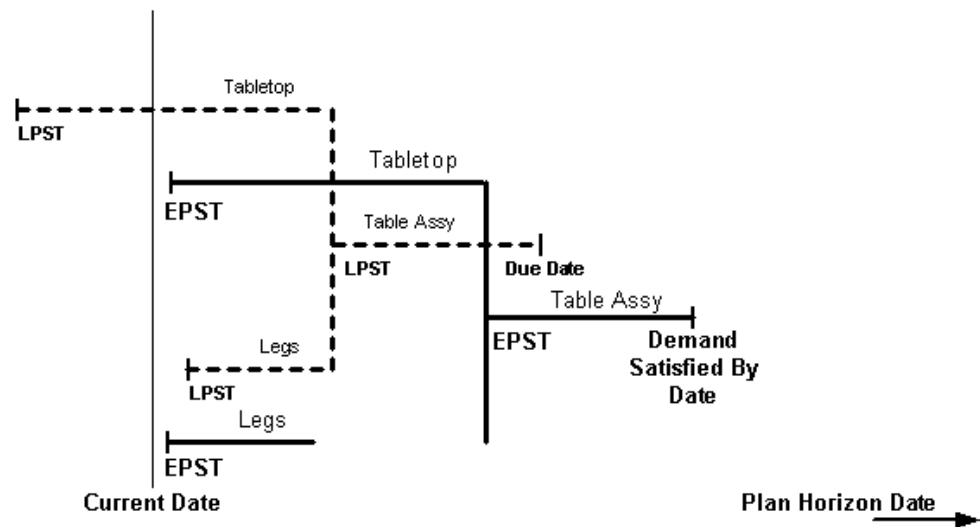 Tabletop
LPST
Tabletop
EPST
Table Assy
LPST
Due Date
Table Assy
EPST
Demand
Satisfied By
Date
Legs
LPST
Legs
EPST
Current Date
Plan Horizon Date